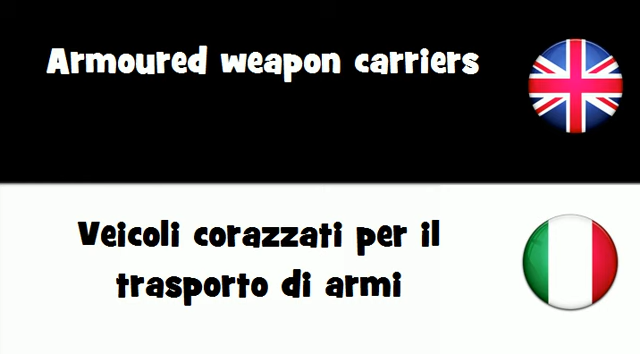 Armoured weapon carriers
Veicoli corazzati per il
trasporto di armi